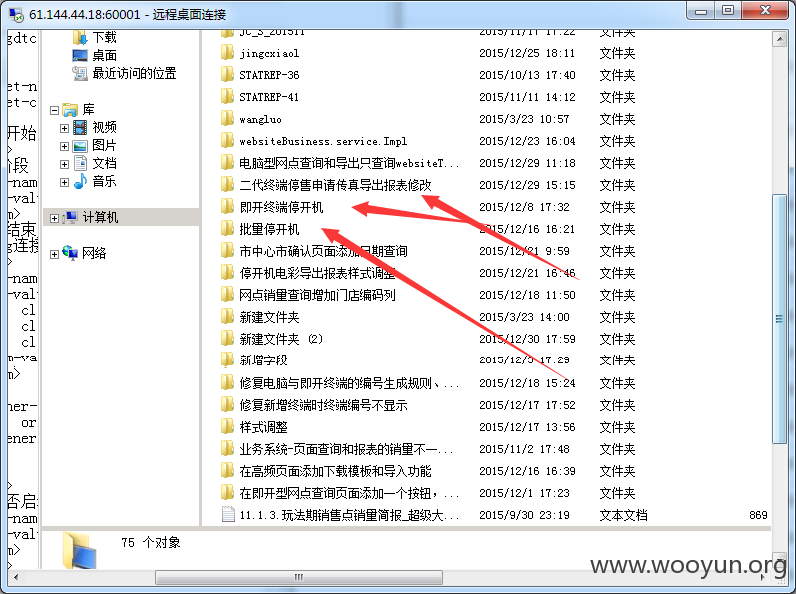 61.144.44.18:60001 - 远程桌面连接
下载
桌面
最近访问的位置
库
视频
图片
文档
音乐
计算机
网络
gdtc
et-n
et-c
开始
阶段
-nam
-val
m>
结束
g连接
-nam
-val
cl
cl
cl
m-va
m>
ner-
or
ener
否启
-nam
-val
m>
JC_S_201511 2015/11/17 17:22 文件夹
jingcxiaol 2015/12/25 18:11 文件夹
STATREP-36 2015/10/13 17:40 文件夹
STATREP-41 2015/11/11 14:12 文件夹
wangluo 2015/3/23 10:57 文件夹
websiteBusiness.service.Impl 2015/12/23 16:04 文件夹
电脑型网点查询和导出只查询websiteT... 2015/12/29 11:18 文件夹
二代终端停售申请传真导出报表修改 2015/12/29 15:15 文件夹
即开终端停开机 2015/12/8 17:32 文件夹
批量停开机 2015/12/16 16:21 文件夹
市中心市确认页面添加日期查询 2015/12/21 9:59 文件夹
停开机电彩导出报表样式调整 2015/12/21 16:46 文件夹
网点销量查询增加门店编码列 2015/12/18 11:50 文件夹
新建文件夹 2015/3/23 14:00 文件夹
新建文件夹 (2) 2015/12/30 17:59 文件夹
新增字段 2015/12/5 17:29 文件夹
修复电脑与即开终端的编号生成规则、... 2015/12/18 15:24 文件夹
修复新增终端时终端编号不显示 2015/12/17 17:52 文件夹
样式调整 2015/12/17 13:56 文件夹
业务系统-页面查询和报表的销量不一... 2015/11/2 17:48 文件夹
在高频页面添加下载模板和导入功能 2015/12/16 16:39 文件夹
在即开型网点查询页面添加一个按钮，... 2015/12/1 17:23 文件夹
11.1.3.玩法期销售点销量简报_超级大... 2015/9/30 23:19 文本文档 869
75 个对象
www.wooyun.org